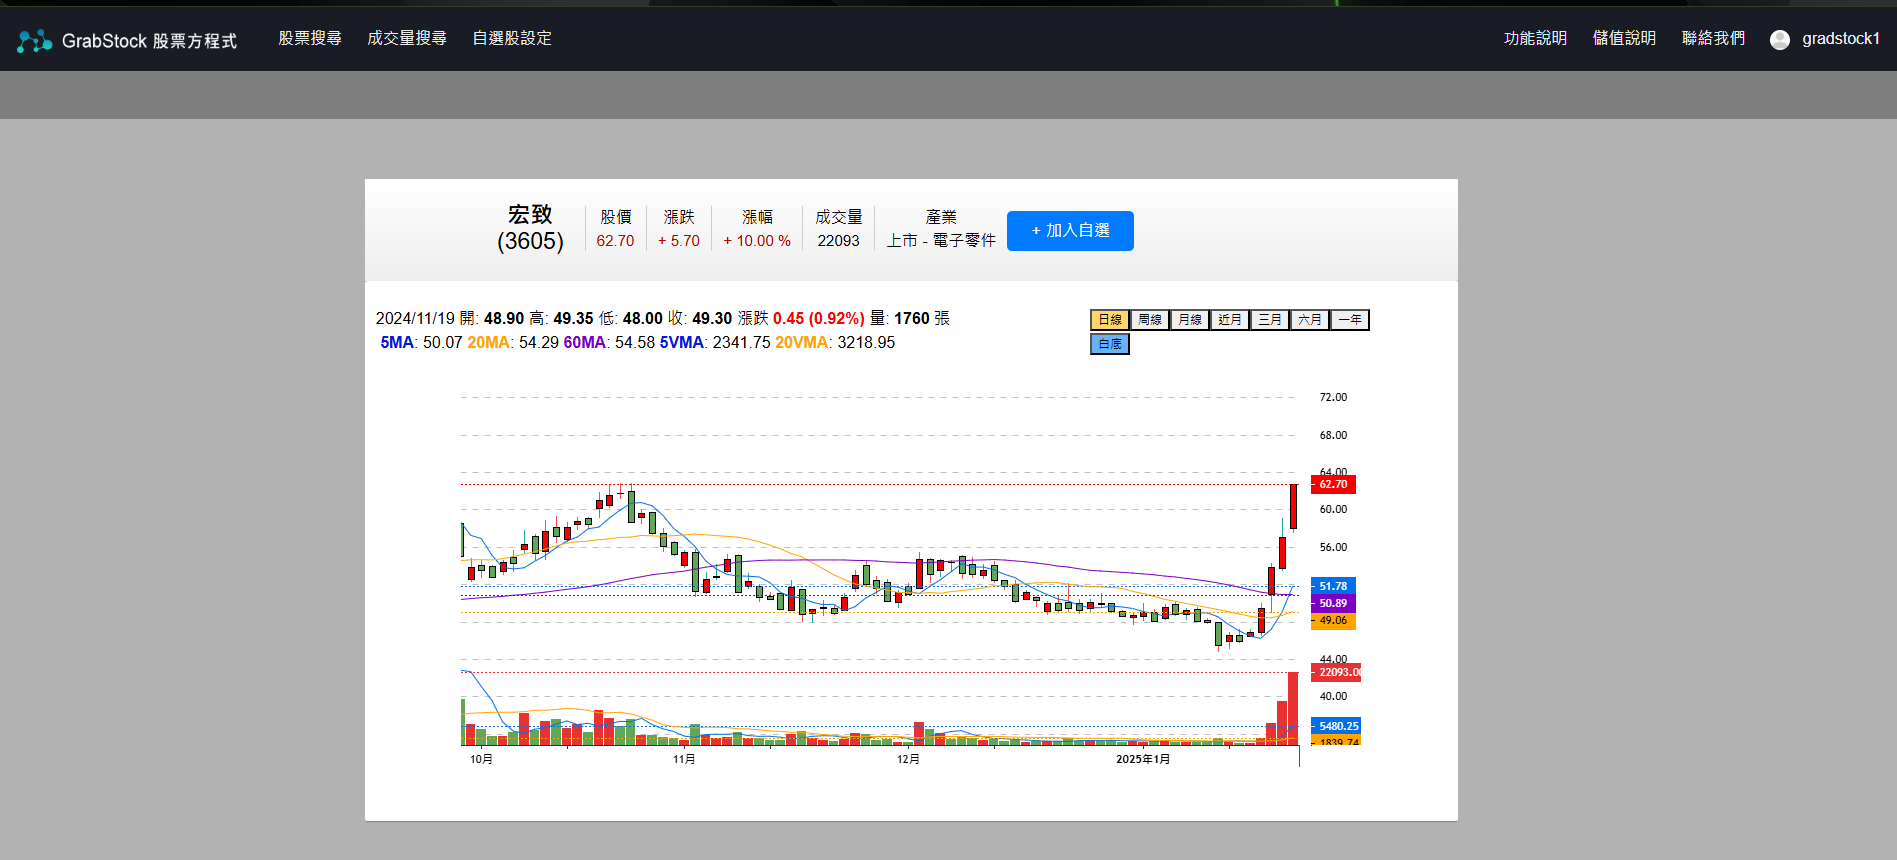 GrabStock 股票方程式 股票搜尋 成交量搜尋 自選股設定 功能說明 儲值說明 聯絡我們 gradstock1
宏致 股價 漲跌 漲幅 成交量 產業 + 加入自選
(3605) 62.70 + 5.70 + 10.00 % 22093 上市 - 電子零件
2024/11/19 開: 48.90 高: 49.35 低: 48.00 收: 49.30 漲跌 0.45 (0.92%) 量: 1760 張 日線 周線 月線 近月 三月 六月 一年
5MA: 50.07 20MA: 54.29 60MA: 54.58 5VMA: 2341.75 20VMA: 3218.95 白底
72.00
68.00
64.00
62.70
60.00
56.00
51.78
50.89
49.06
44.00
22093.00
40.00
5480.25
1839.74
10月 11月 12月 2025年1月